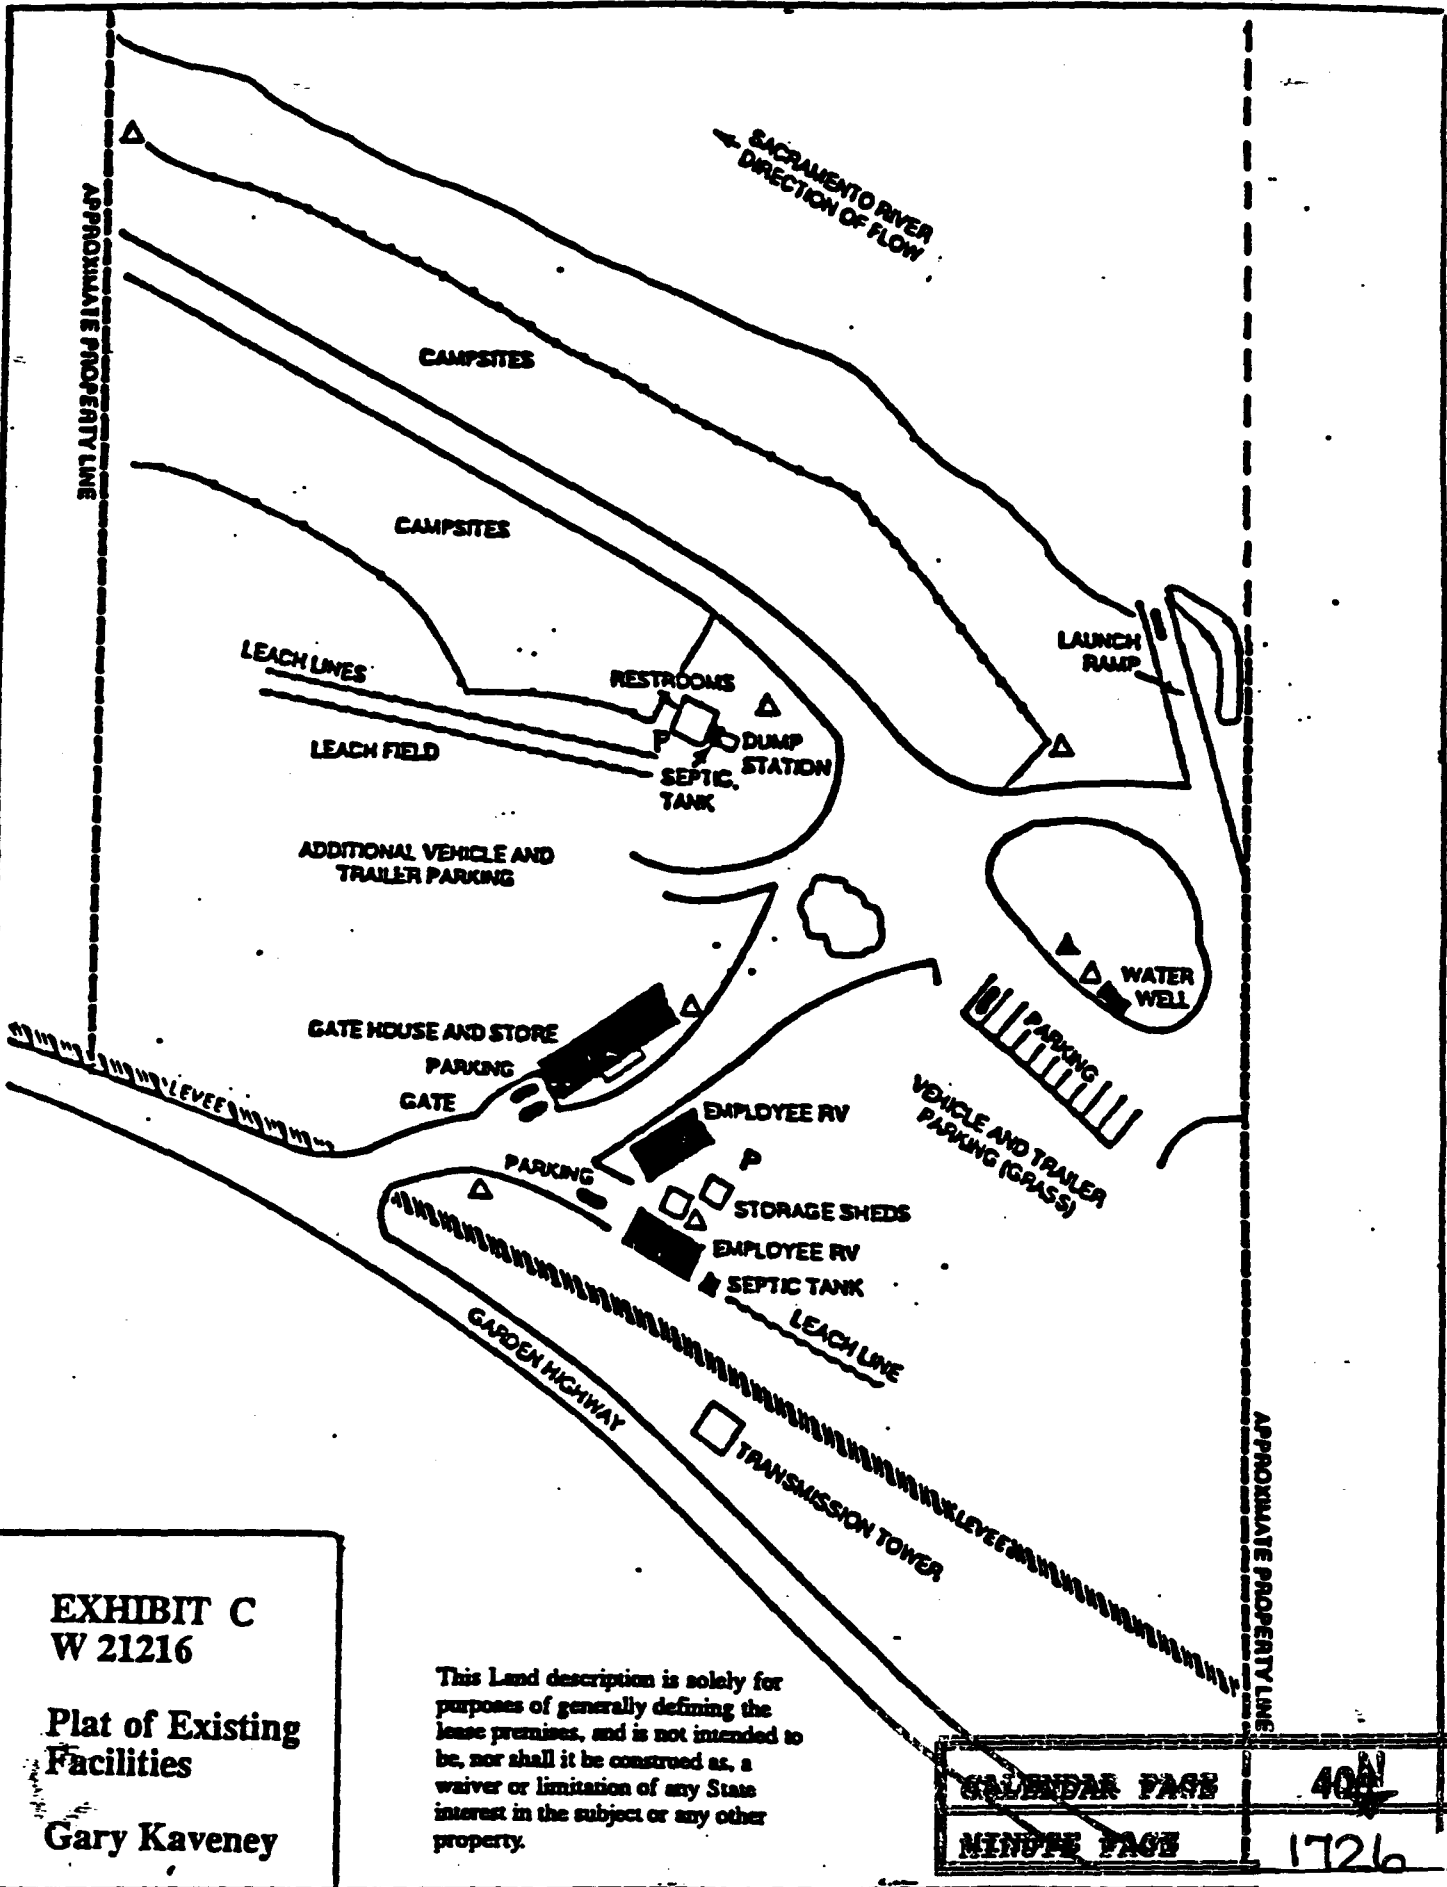 SACRAMENTO RIVER
DIRECTION OF FLOW
APPROXIMATE PROPERTY LINE
CAMPSITES
CAMPSITES
LAUNCH
RAMP
LEACH LINES
RESTROOMS
P
DUMP
STATION
LEACH FIELD
SEPTIC
TANK
ADDITIONAL VEHICLE AND
TRAILER PARKING
WATER
WELL
GATE HOUSE AND STORE
PARKING
PARKING
GATE
LEVEE
EMPLOYEE RV
VEHICLE AND TRAILER
PARKING (GRASS)
PARKING
P
STORAGE SHEDS
EMPLOYEE RV
SEPTIC TANK
LEACH LINE
GARDEN HIGHWAY
TRANSMISSION TOWER
LEVEE
APPROXIMATE PROPERTY LINE
EXHIBIT C
W 21216
Plat of Existing
Facilities
Gary Kaveney
This Land description is solely for
purposes of generally defining the
lease premises, and is not intended to
be, nor shall it be construed as, a
waiver or limitation of any State
interest in the subject or any other
property.
CALENDAR PAGE
MINUTE PAGE 1726